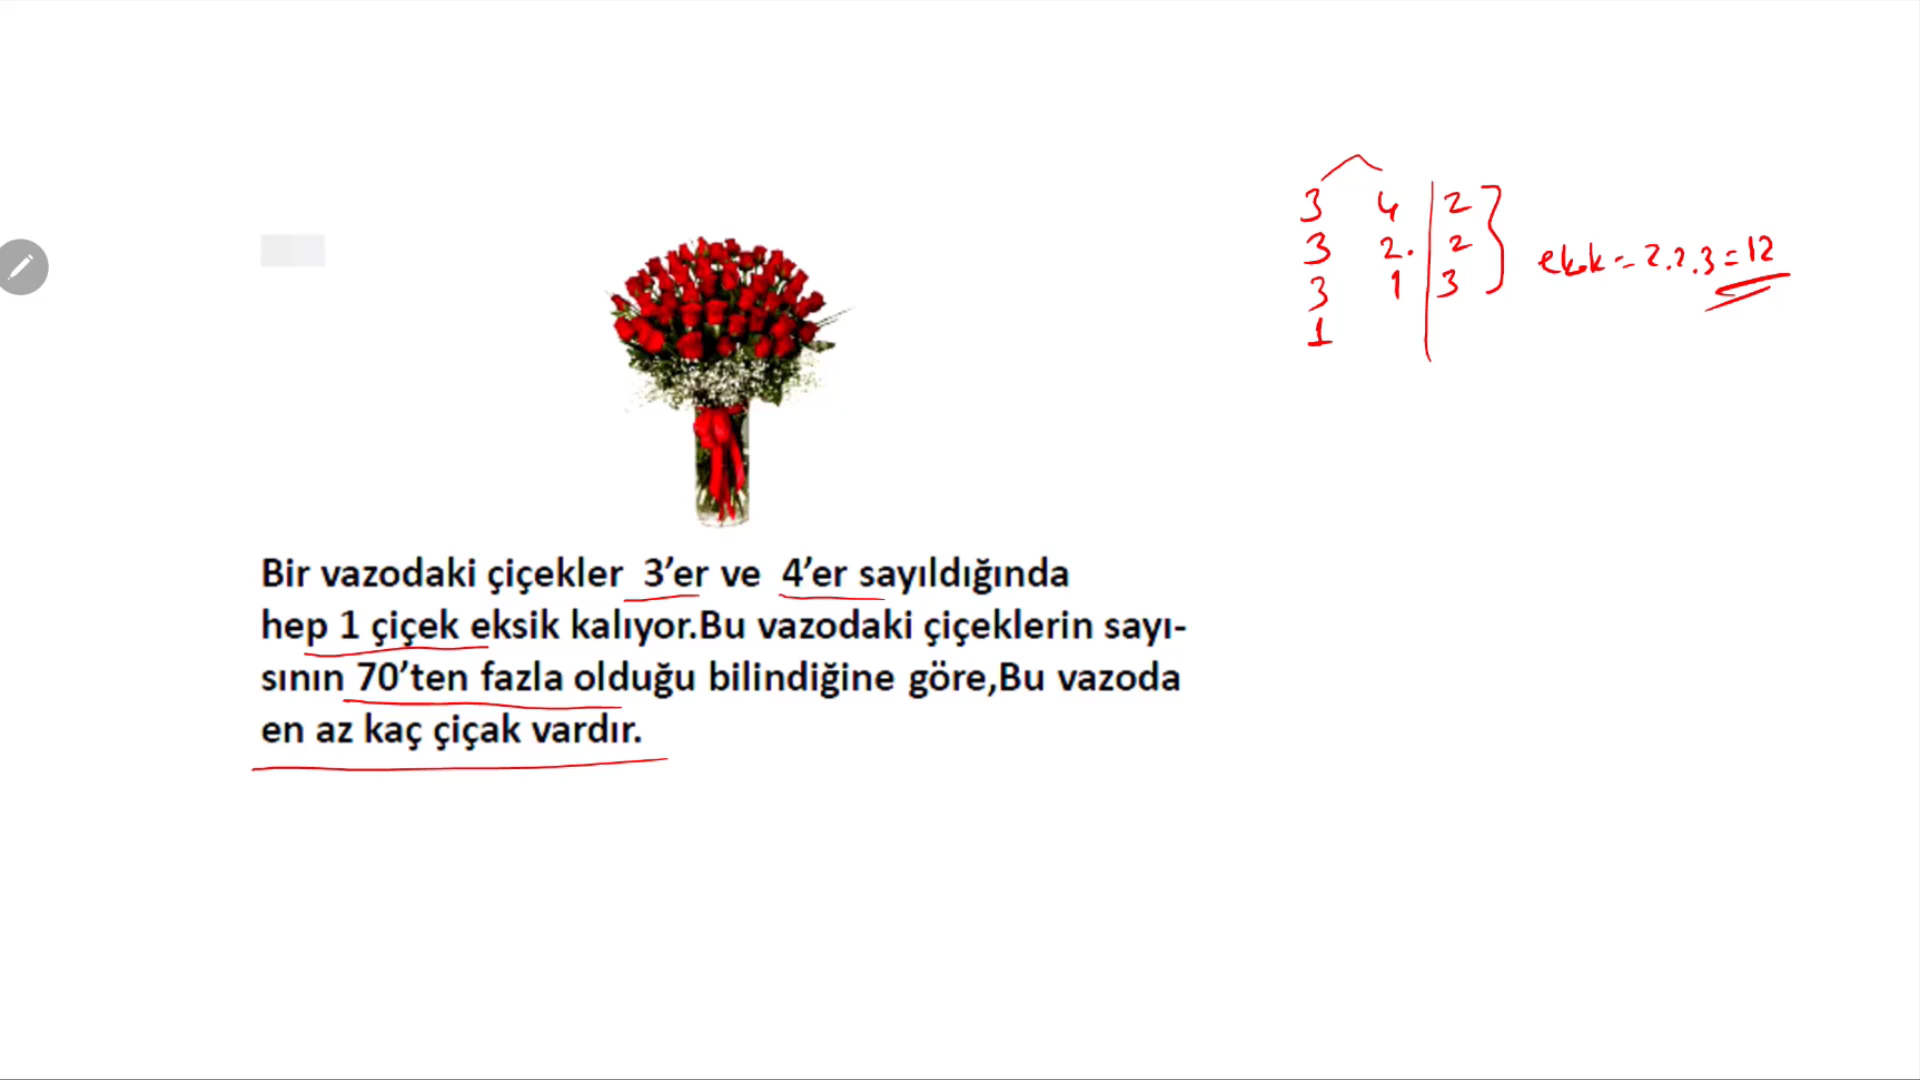 3 4 2
3 2. 2
3 1 3
1
ekok = 2.2.3 = 12
Bir vazodaki çiçekler 3’er ve 4’er sayıldığında
hep 1 çiçek eksik kalıyor.Bu vazodaki çiçeklerin sayı-
sının 70’ten fazla olduğu bilindiğine göre,Bu vazoda
en az kaç çiçak vardır.